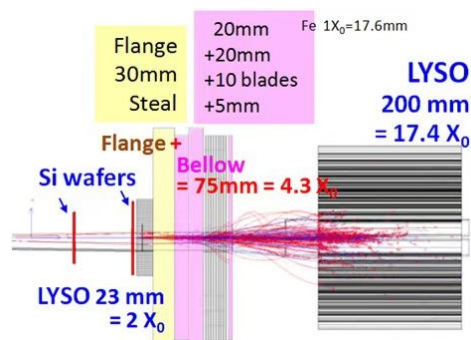 Flange
30mm
Steal
20mm
+20mm
+10 blades
+5mm
Fe 1X₀=17.6mm
LYSO
200 mm
= 17.4 X₀
Flange +
Bellow
= 75mm = 4.3 X₀
Si wafers
LYSO 23 mm
= 2 X₀